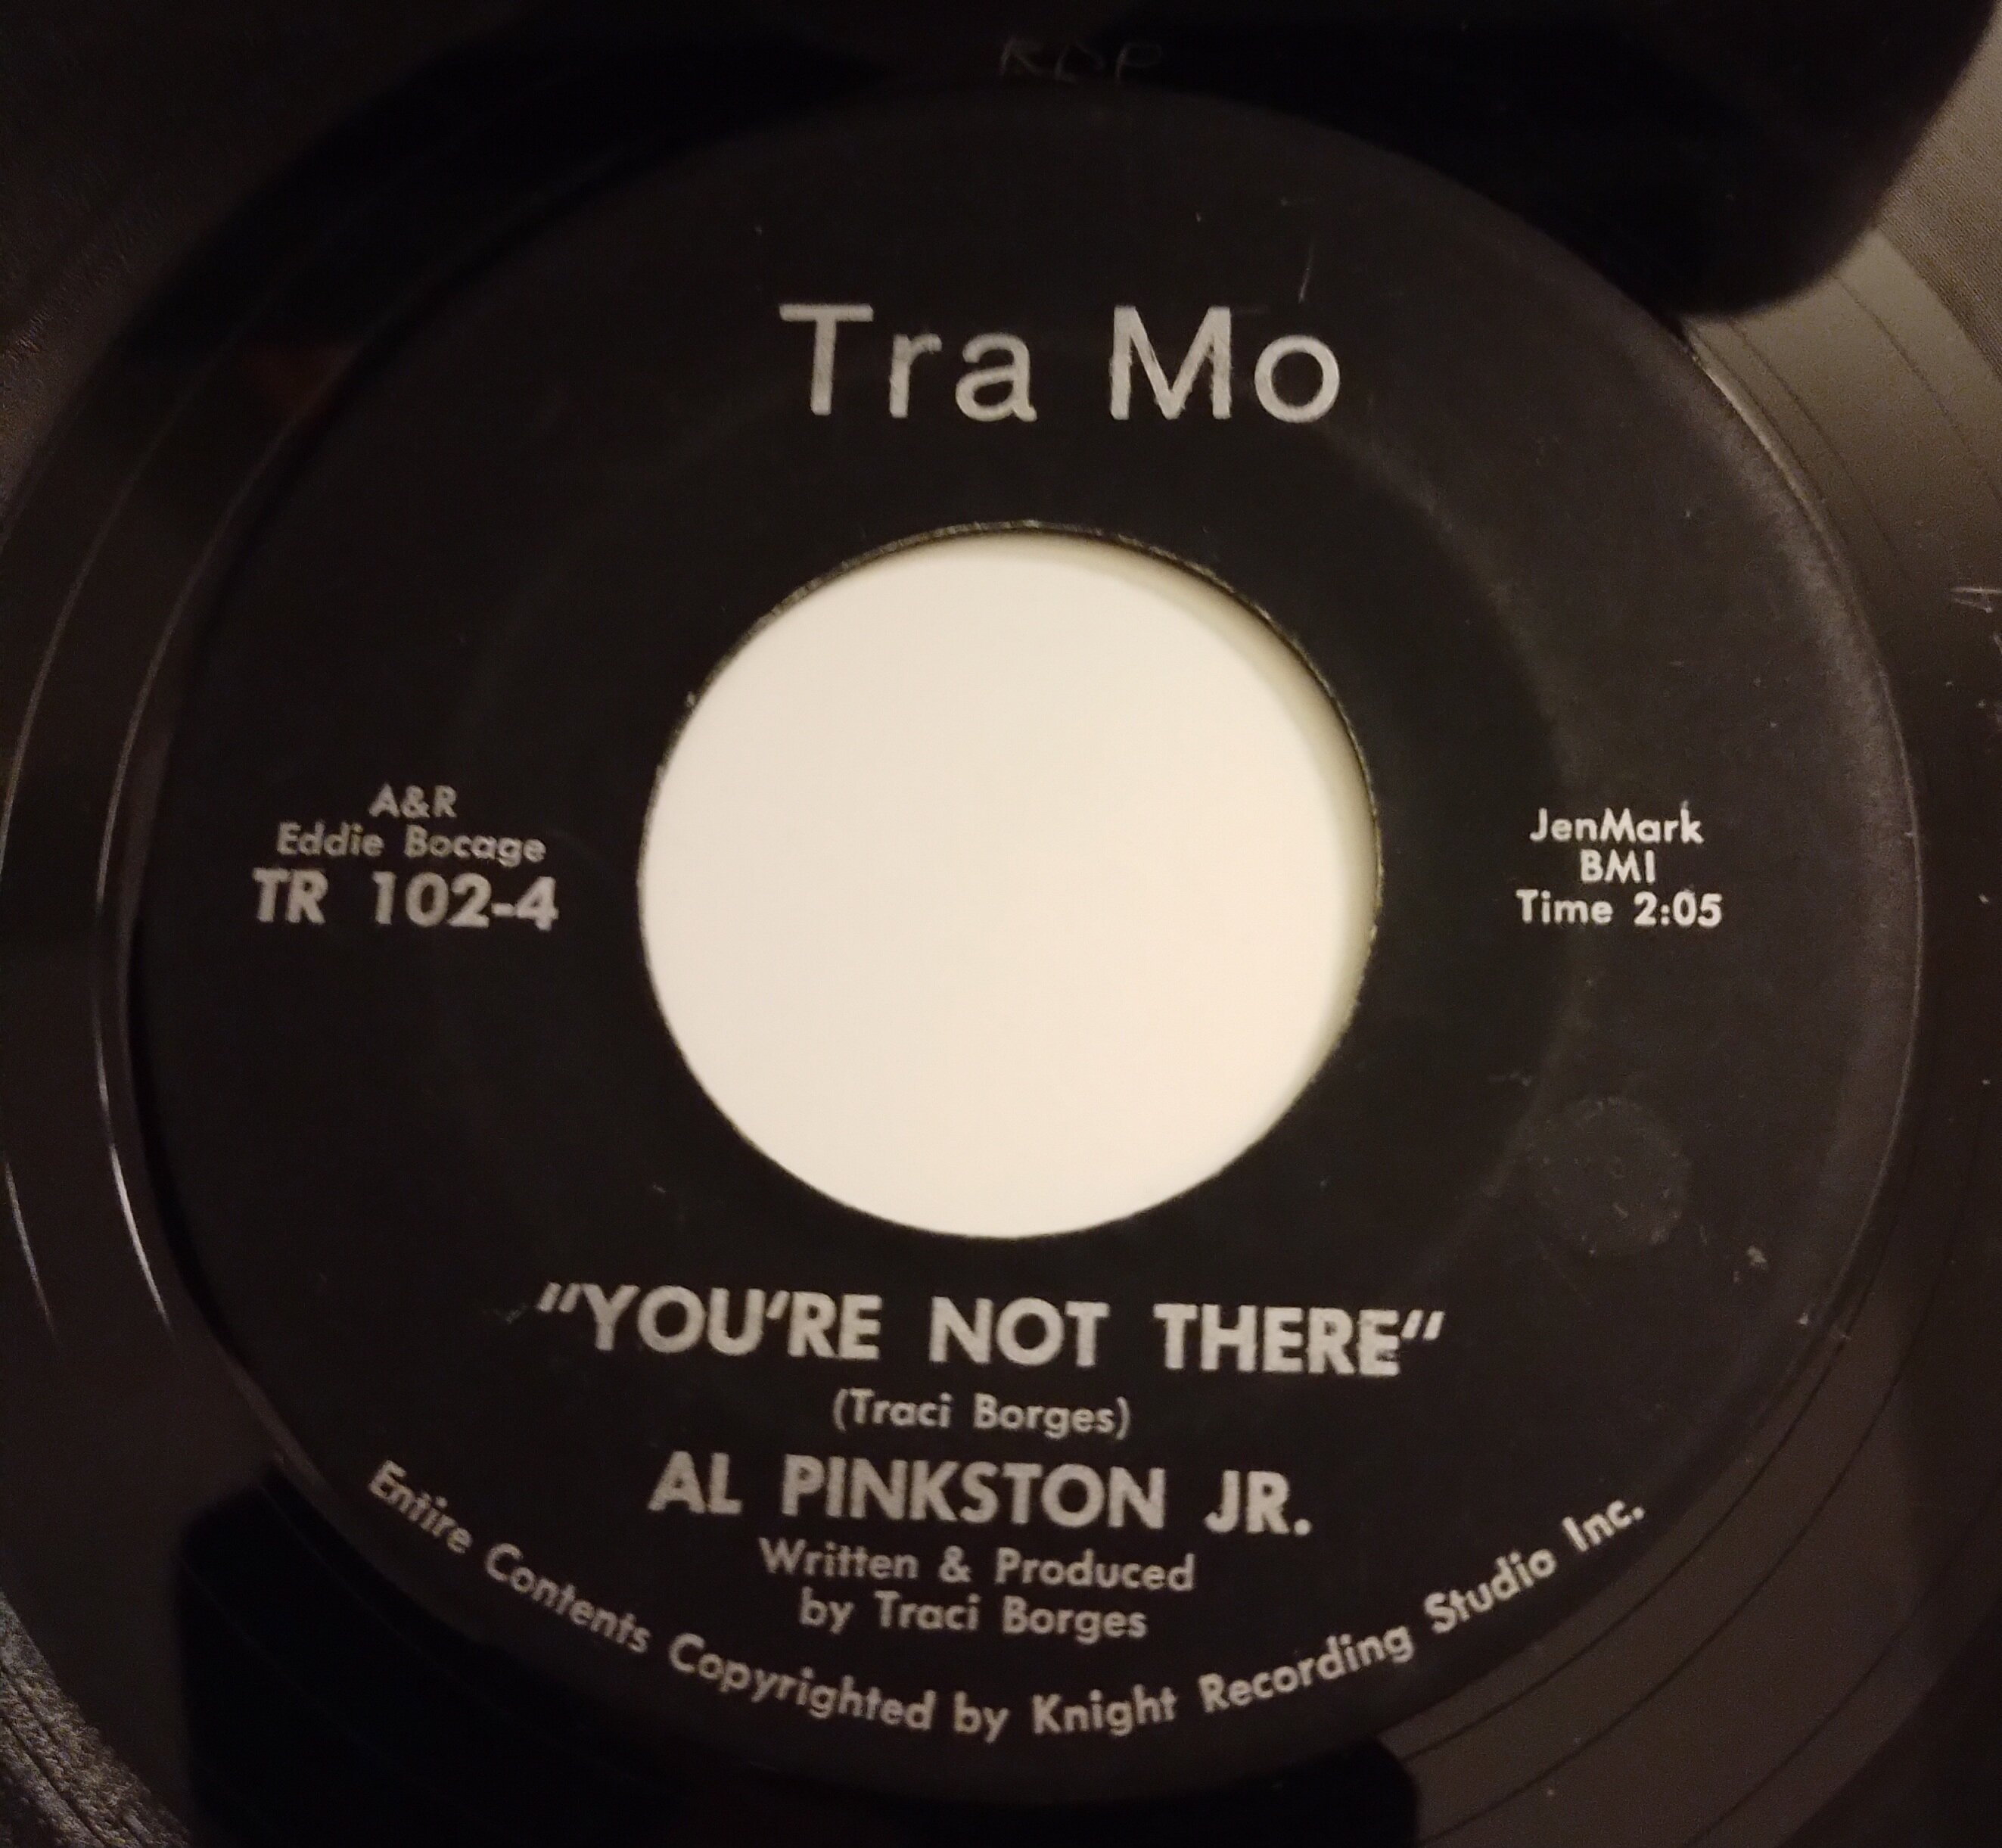 Tra Mo
A&R
Eddie Bocage
TR 102-4
JenMark
BMI
Time 2:05
"YOU'RE NOT THERE"
(Traci Borges)
AL PINKSTON JR.
Written & Produced
by Traci Borges
Entire Contents Copyrighted by Knight Recording Studio Inc.